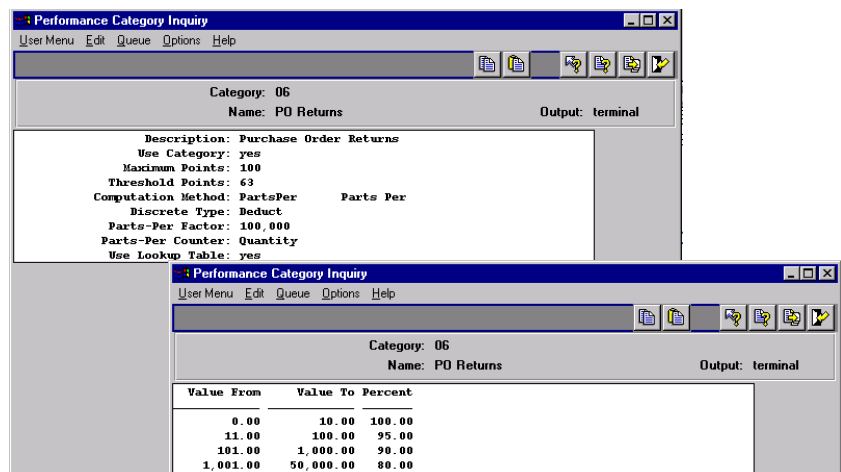 Performance Category Inquiry
User Menu Edit Queue Options Help
Category: 06
Name: PO Returns Output: terminal
Description: Purchase Order Returns
Use Category: yes
Maximum Points: 100
Threshold Points: 63
Computation Method: PartsPer Parts Per
Discrete Type: Deduct
Parts-Per Factor: 100,000
Parts-Per Counter: Quantity
Use Lookup Table: yes
Performance Category Inquiry
User Menu Edit Queue Options Help
Category: 06
Name: PO Returns Output: terminal
Value From Value To Percent
0.00 10.00 100.00
11.00 100.00 95.00
101.00 1,000.00 90.00
1,001.00 50,000.00 80.00